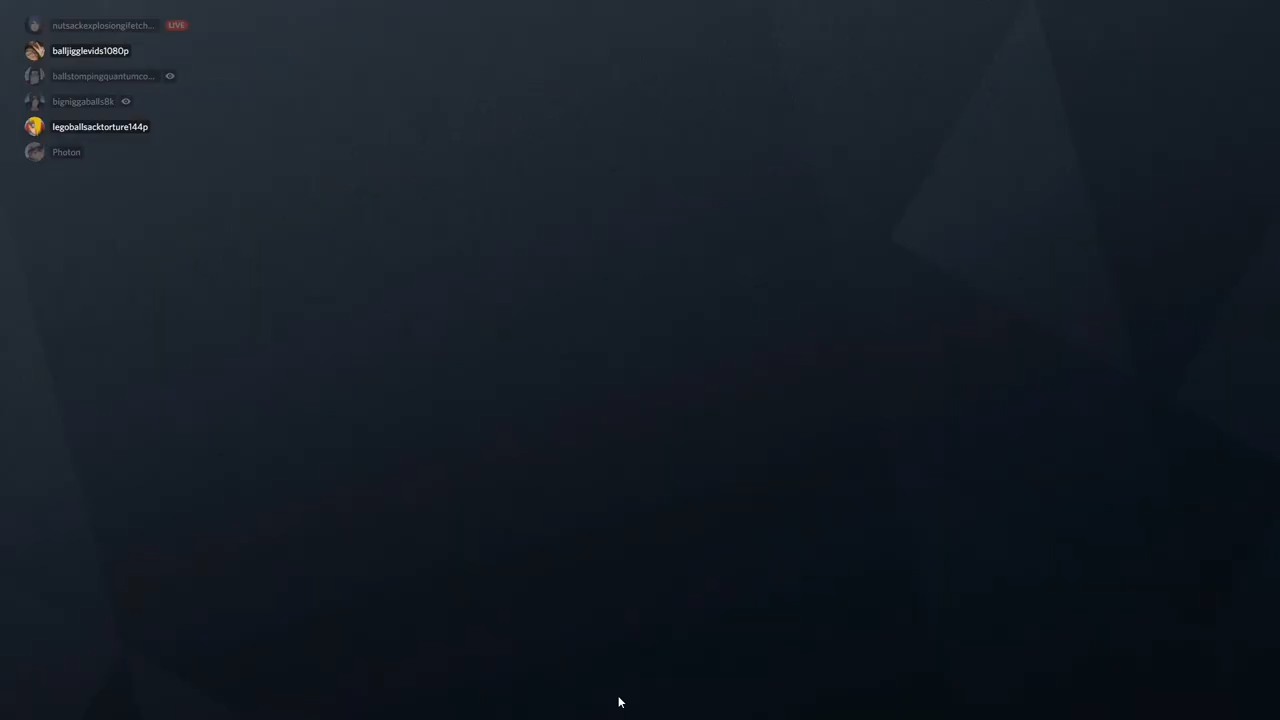 nutsackexplosiongifetch... LIVE
balljigglevids1080p
ballstompingquantumco...
bigniggaballs8k
legoballsacktorture144p
Photon